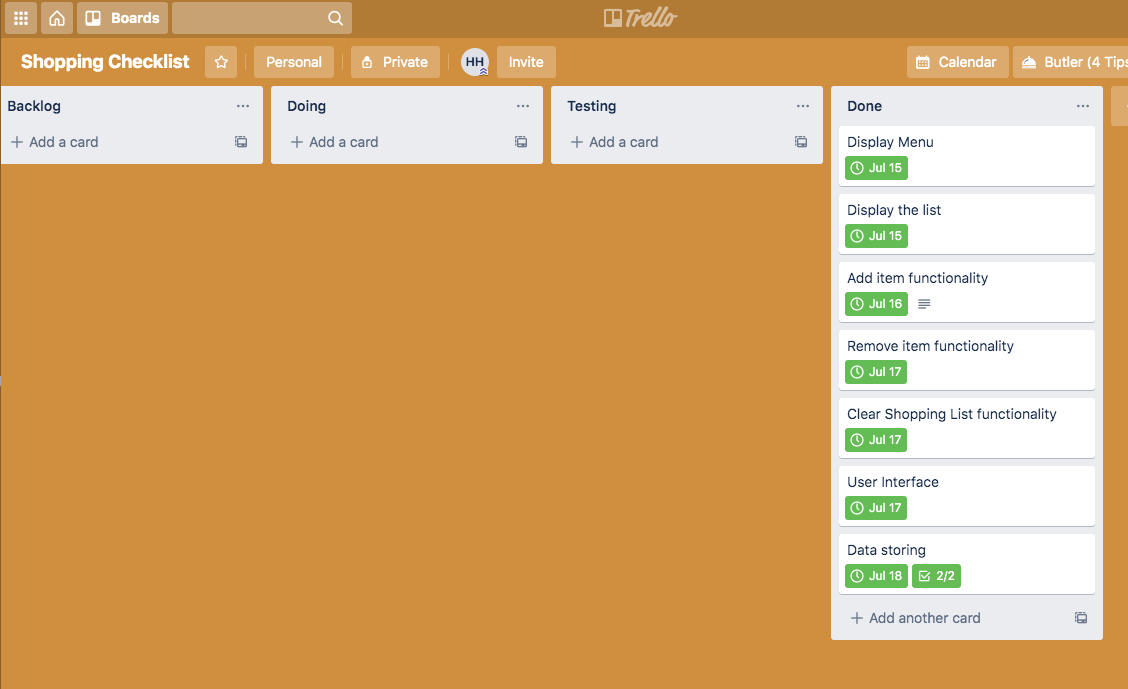 Boards
Trello
Shopping Checklist
Personal
Private
HH
Invite
Calendar
Butler (4 Tips
Backlog
+ Add a card
Doing
+ Add a card
Testing
+ Add a card
Done
Display Menu
Jul 15
Display the list
Jul 15
Add item functionality
Jul 16
Remove item functionality
Jul 17
Clear Shopping List functionality
Jul 17
User Interface
Jul 17
Data storing
Jul 18 2/2
+ Add another card